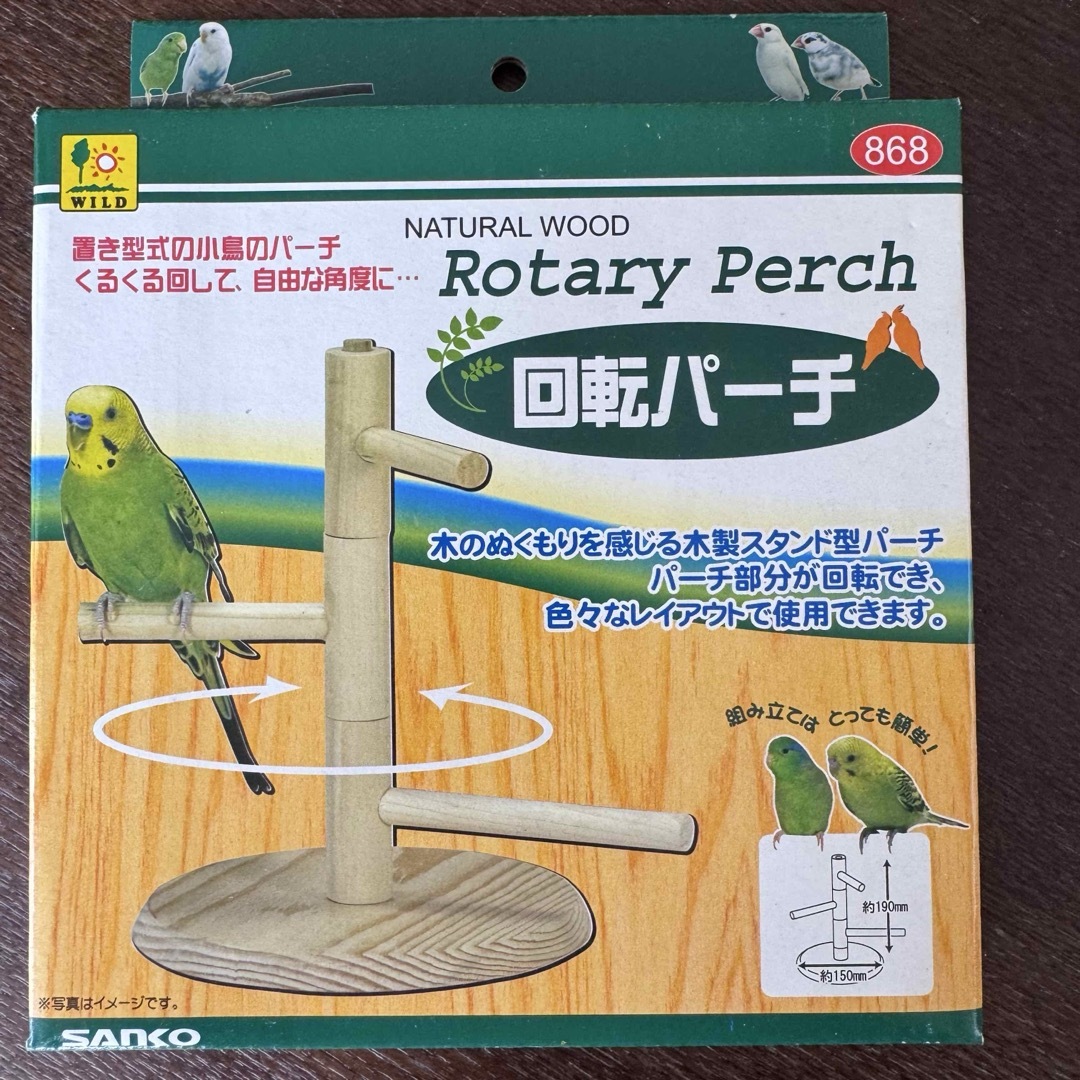 868
WILD
NATURAL WOOD
Rotary Perch
置き型式の小鳥のパーチ
くるくる回して、自由な角度に…
回転パーチ
木のぬくもりを感じる木製スタンド型パーチ
パーチ部分が回転でき、
色々なレイアウトで使用できます。
組み立ては とっても簡単!
約190mm
約150mm
※写真はイメージです。
SANKO